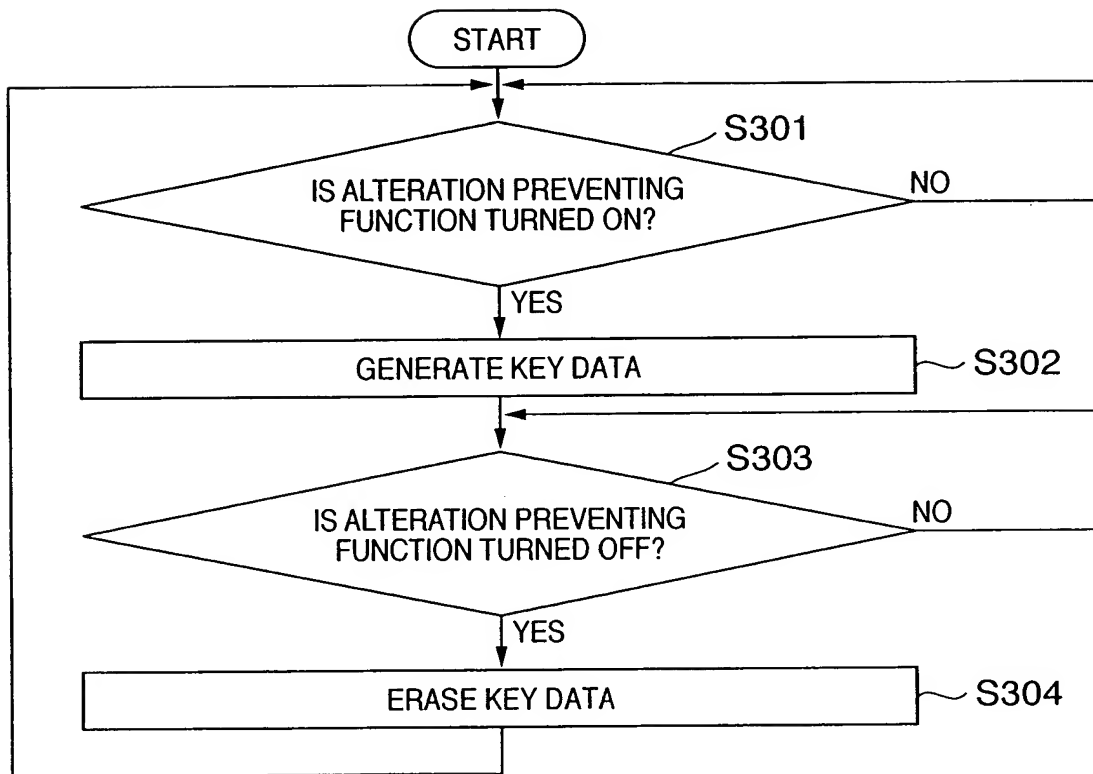 START
S301
IS ALTERATION PREVENTING
FUNCTION TURNED ON?
NO
YES
GENERATE KEY DATA
S302
S303
IS ALTERATION PREVENTING
FUNCTION TURNED OFF?
NO
YES
ERASE KEY DATA
S304